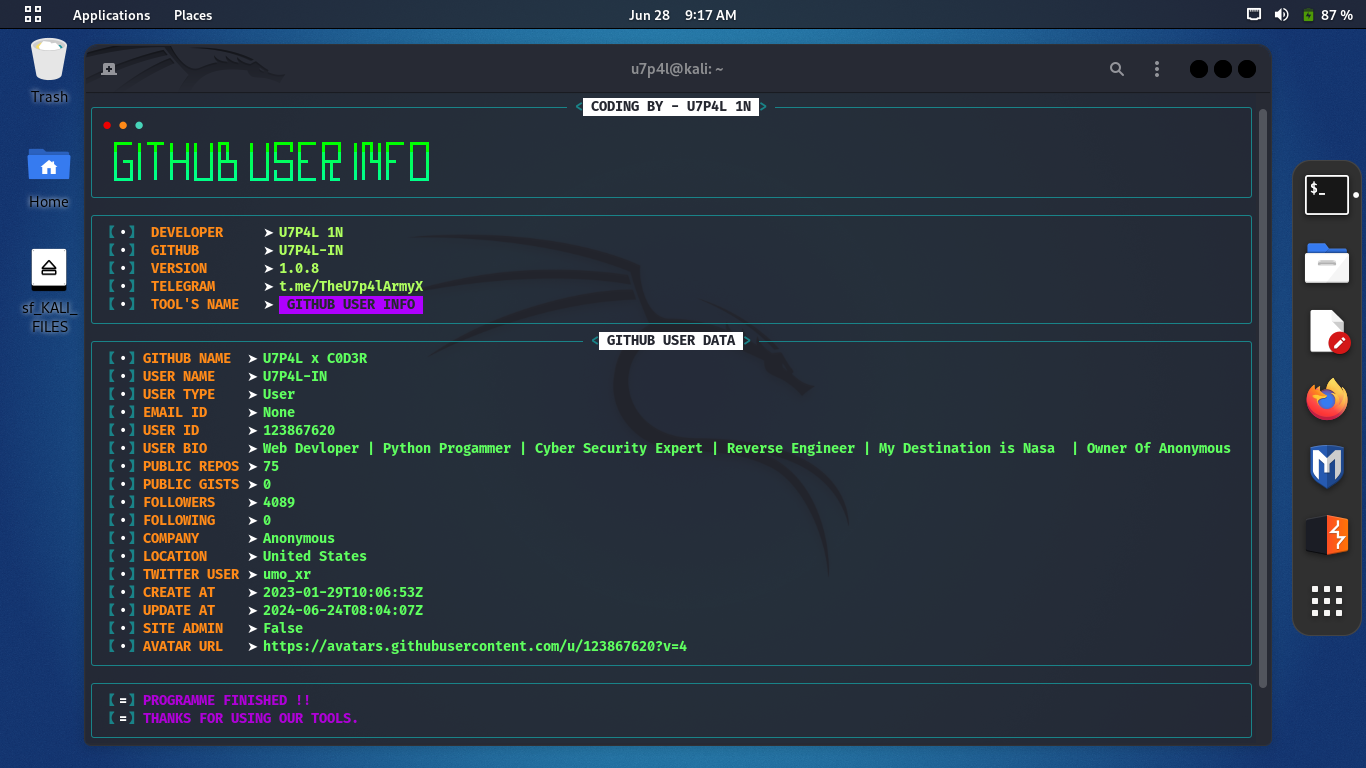 Applications Places Jun 28 9:17 AM 87 %
Trash
Home
sf_KALI_
FILES
u7p4l@kali: ~
< CODING BY - U7P4L 1N >
GITHUB USER INFO
[•] DEVELOPER ➤ U7P4L 1N
[•] GITHUB ➤ U7P4L-IN
[•] VERSION ➤ 1.0.8
[•] TELEGRAM ➤ t.me/TheU7p4lArmyX
[•] TOOL'S NAME ➤ GITHUB USER INFO
< GITHUB USER DATA >
[•] GITHUB NAME ➤ U7P4L x C0D3R
[•] USER NAME ➤ U7P4L-IN
[•] USER TYPE ➤ User
[•] EMAIL ID ➤ None
[•] USER ID ➤ 123867620
[•] USER BIO ➤ Web Devloper | Python Progammer | Cyber Security Expert | Reverse Engineer | My Destination is Nasa | Owner Of Anonymous
[•] PUBLIC REPOS ➤ 75
[•] PUBLIC GISTS ➤ 0
[•] FOLLOWERS ➤ 4089
[•] FOLLOWING ➤ 0
[•] COMPANY ➤ Anonymous
[•] LOCATION ➤ United States
[•] TWITTER USER ➤ umo_xr
[•] CREATE AT ➤ 2023-01-29T10:06:53Z
[•] UPDATE AT ➤ 2024-06-24T08:04:07Z
[•] SITE ADMIN ➤ False
[•] AVATAR URL ➤ https://avatars.githubusercontent.com/u/123867620?v=4
[=] PROGRAMME FINISHED !!
[=] THANKS FOR USING OUR TOOLS.
$_